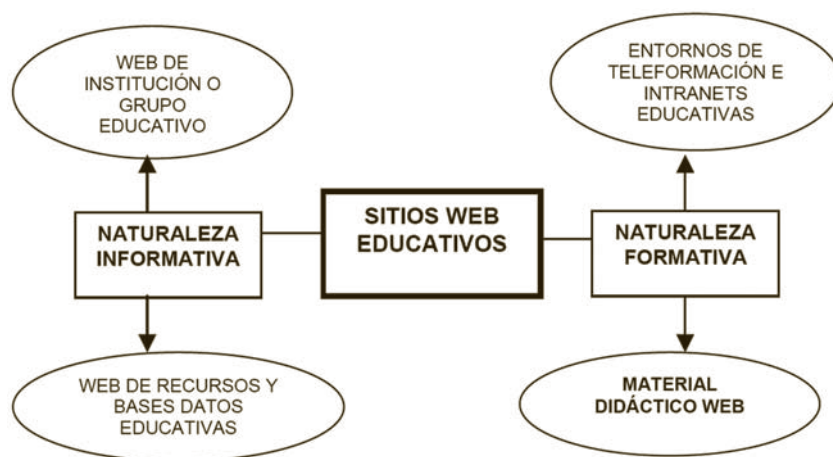 WEB DE
INSTITUCIÓN O
GRUPO
EDUCATIVO
ENTORNOS DE
TELEFORMACIÓN E
INTRANETS
EDUCATIVAS
NATURALEZA
INFORMATIVA
SITIOS WEB
EDUCATIVOS
NATURALEZA
FORMATIVA
WEB DE RECURSOS Y
BASES DATOS
EDUCATIVAS
MATERIAL
DIDÁCTICO WEB